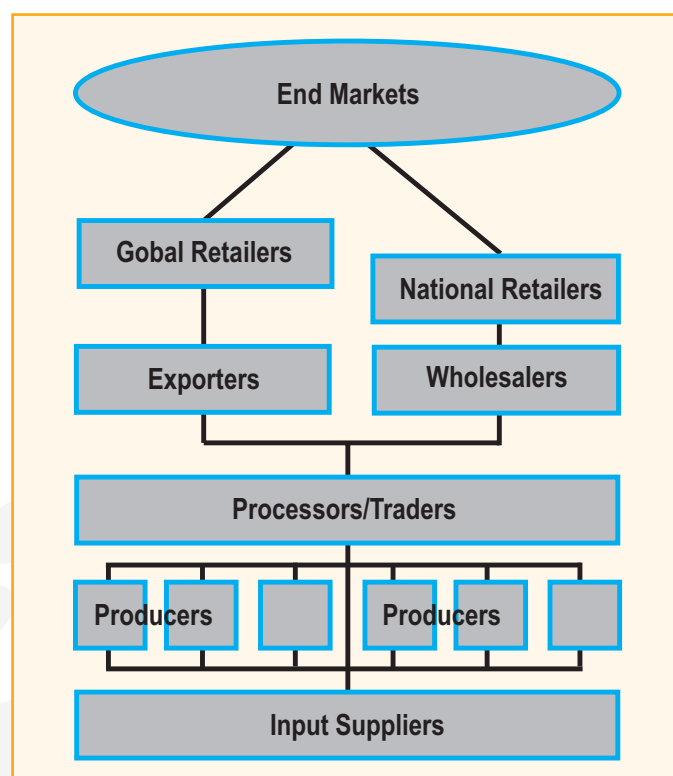 End Markets
Gobal Retailers
National Retailers
Exporters
Wholesalers
Processors/Traders
Producers
Producers
Input Suppliers